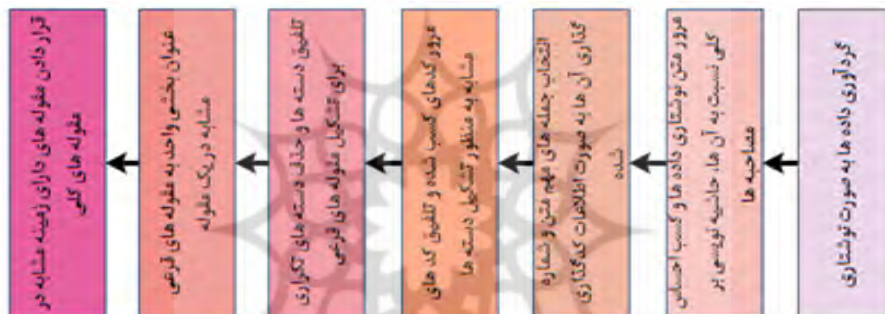 گردآوری داده ها به صورت نوشتاری
مرور متن نوشتاری داده ها و کسب احساس
کلی نسبت به آن ها، حاشیه نویسی بر
مصاحبه ها
انتخاب جمله های مهم متن و شماره
گذاری آن ها به صورت اطلاعات کدگذاری
شده
مرور کدهای کسب شده و تلفیق کد های
مشابه به منظور تشکیل دسته ها
تلفیق دسته ها و حذف دسته های تکراری
برای تشکیل مقوله های فرعی
عنوان بخشی واحد به مقوله های فرعی
مشابه در یک مقوله
قرار دادن مقوله های دارای زمینه مشابه در
مقوله های کلی